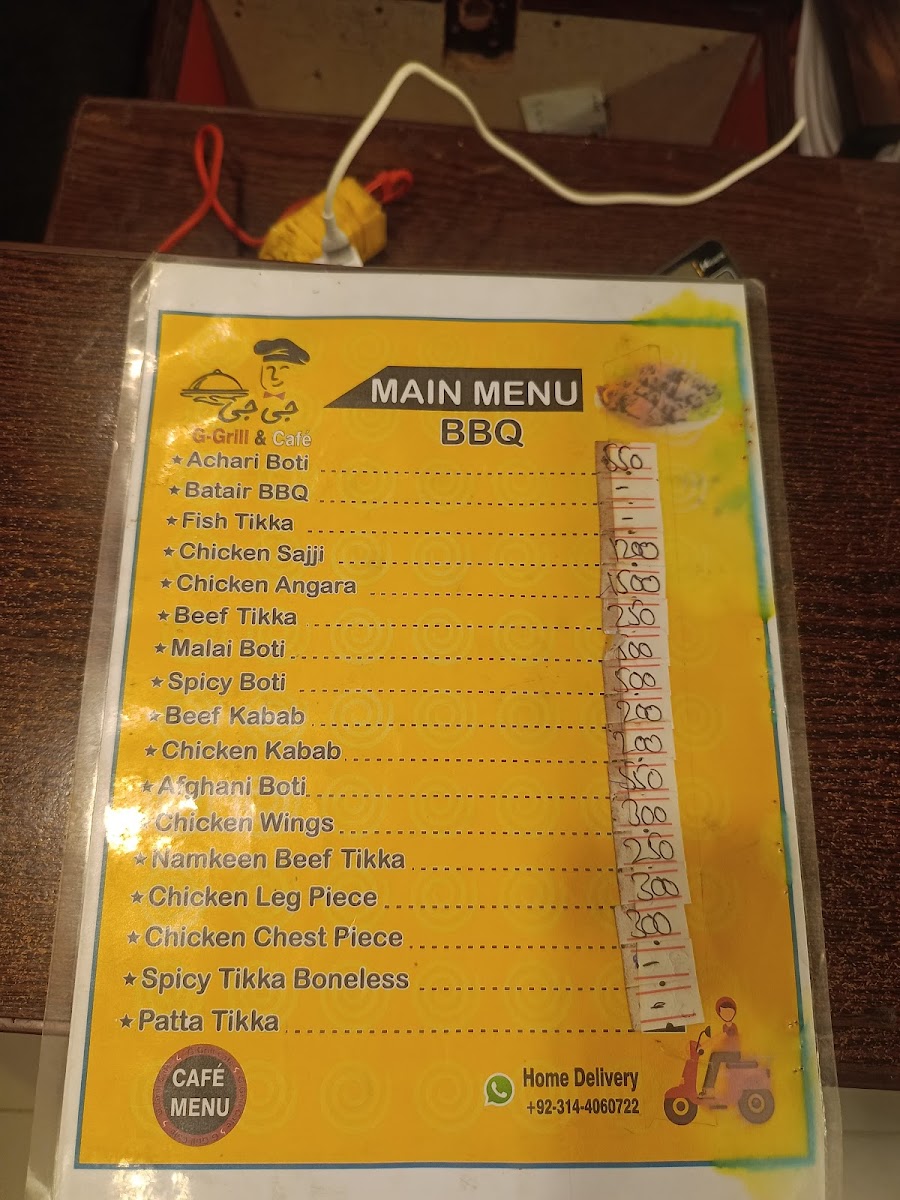 MAIN MENU
جی جی
G-Grill & Café
BBQ
Achari Boti
Batair BBQ
Fish Tikka
Chicken Sajji
Chicken Angara
Beef Tikka
Malai Boti
Spicy Boti
Beef Kabab
Chicken Kabab
Afghani Boti
Chicken Wings
Namkeen Beef Tikka
Chicken Leg Piece
Chicken Chest Piece
Spicy Tikka Boneless
Patta Tikka
CAFÉ
MENU
Home Delivery
+92-314-4060722